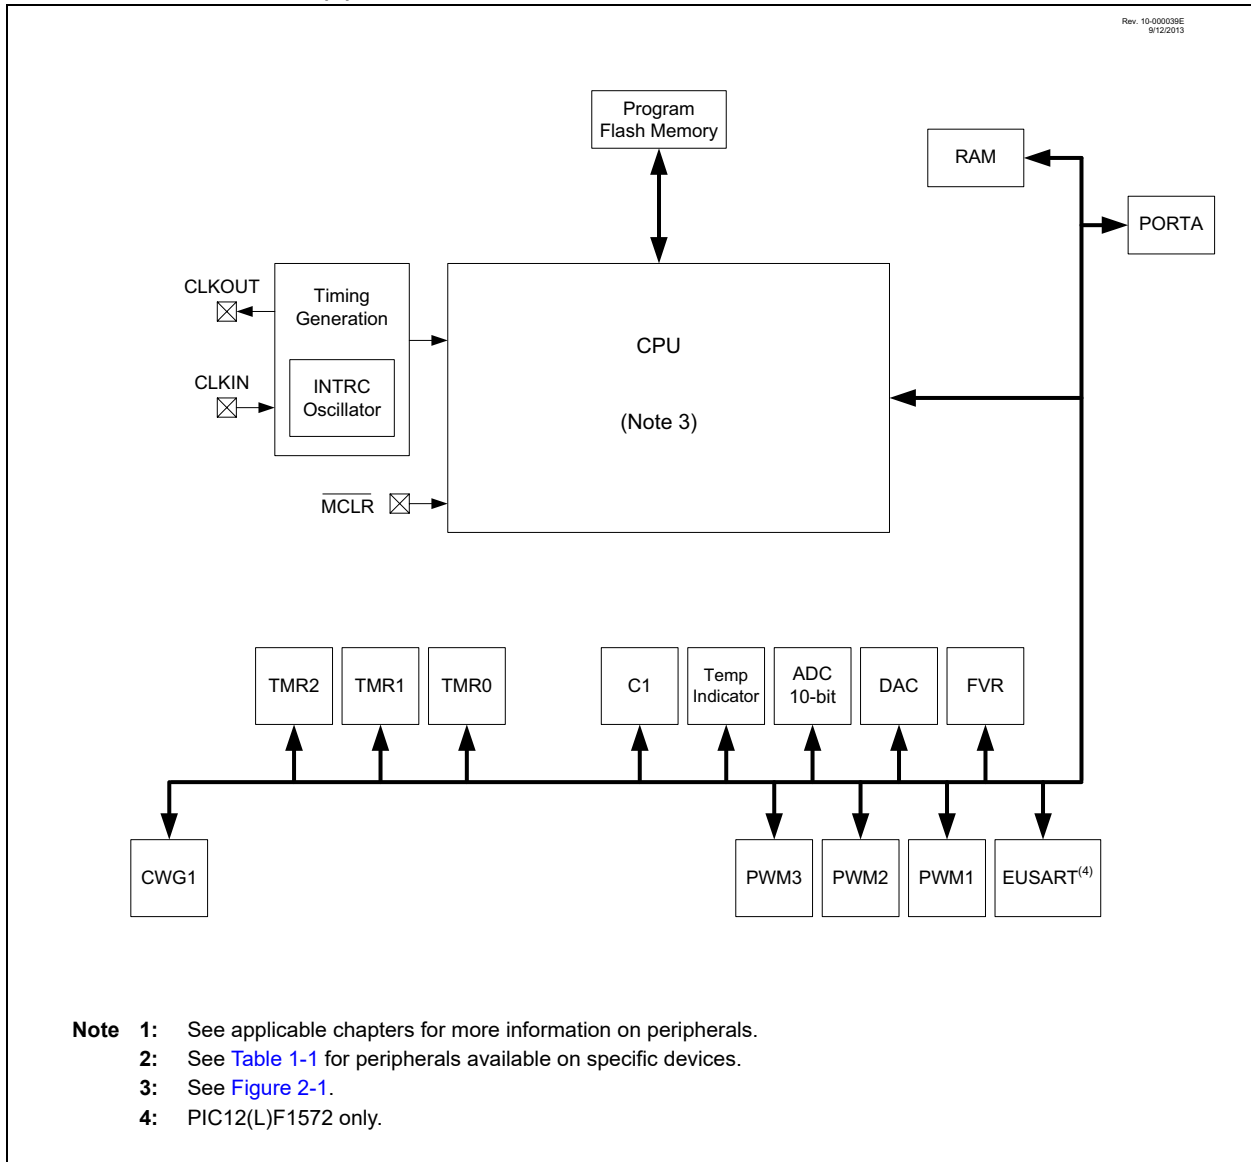 Rev. 10-000039E
9/12/2013
Program
Flash Memory
RAM
PORTA
CLKOUT
Timing
Generation
CPU
CLKIN
INTRC
Oscillator
(Note 3)
MCLR
TMR2
TMR1
TMR0
C1
Temp
Indicator
ADC
10-bit
DAC
FVR
CWG1
PWM3
PWM2
PWM1
EUSART(4)
Note 1: See applicable chapters for more information on peripherals.
2: See Table 1-1 for peripherals available on specific devices.
3: See Figure 2-1.
4: PIC12(L)F1572 only.